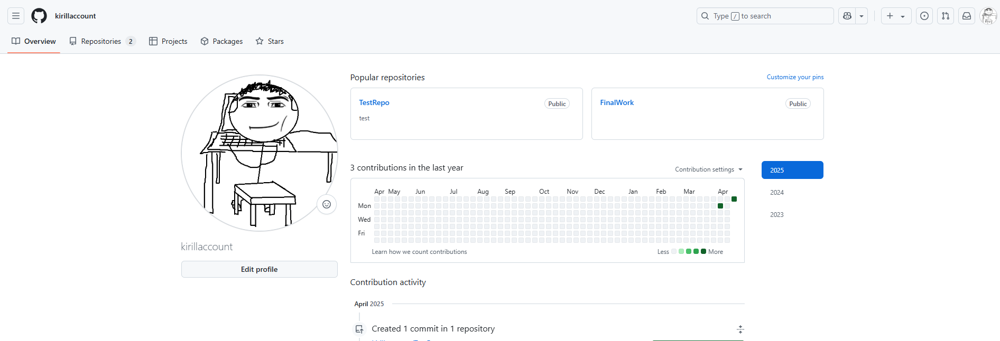 kirillaccount
Type / to search
Overview
Repositories 2
Projects
Packages
Stars
Popular repositories
Customize your pins
TestRepo
Public
test
FinalWork
Public
3 contributions in the last year
Contribution settings
2025
2024
2023
Apr May Jun Jul Aug Sep Oct Nov Dec Jan Feb Mar Apr
Mon
Wed
Fri
Learn how we count contributions
Less More
kirillaccount
Edit profile
Contribution activity
April 2025
Created 1 commit in 1 repository